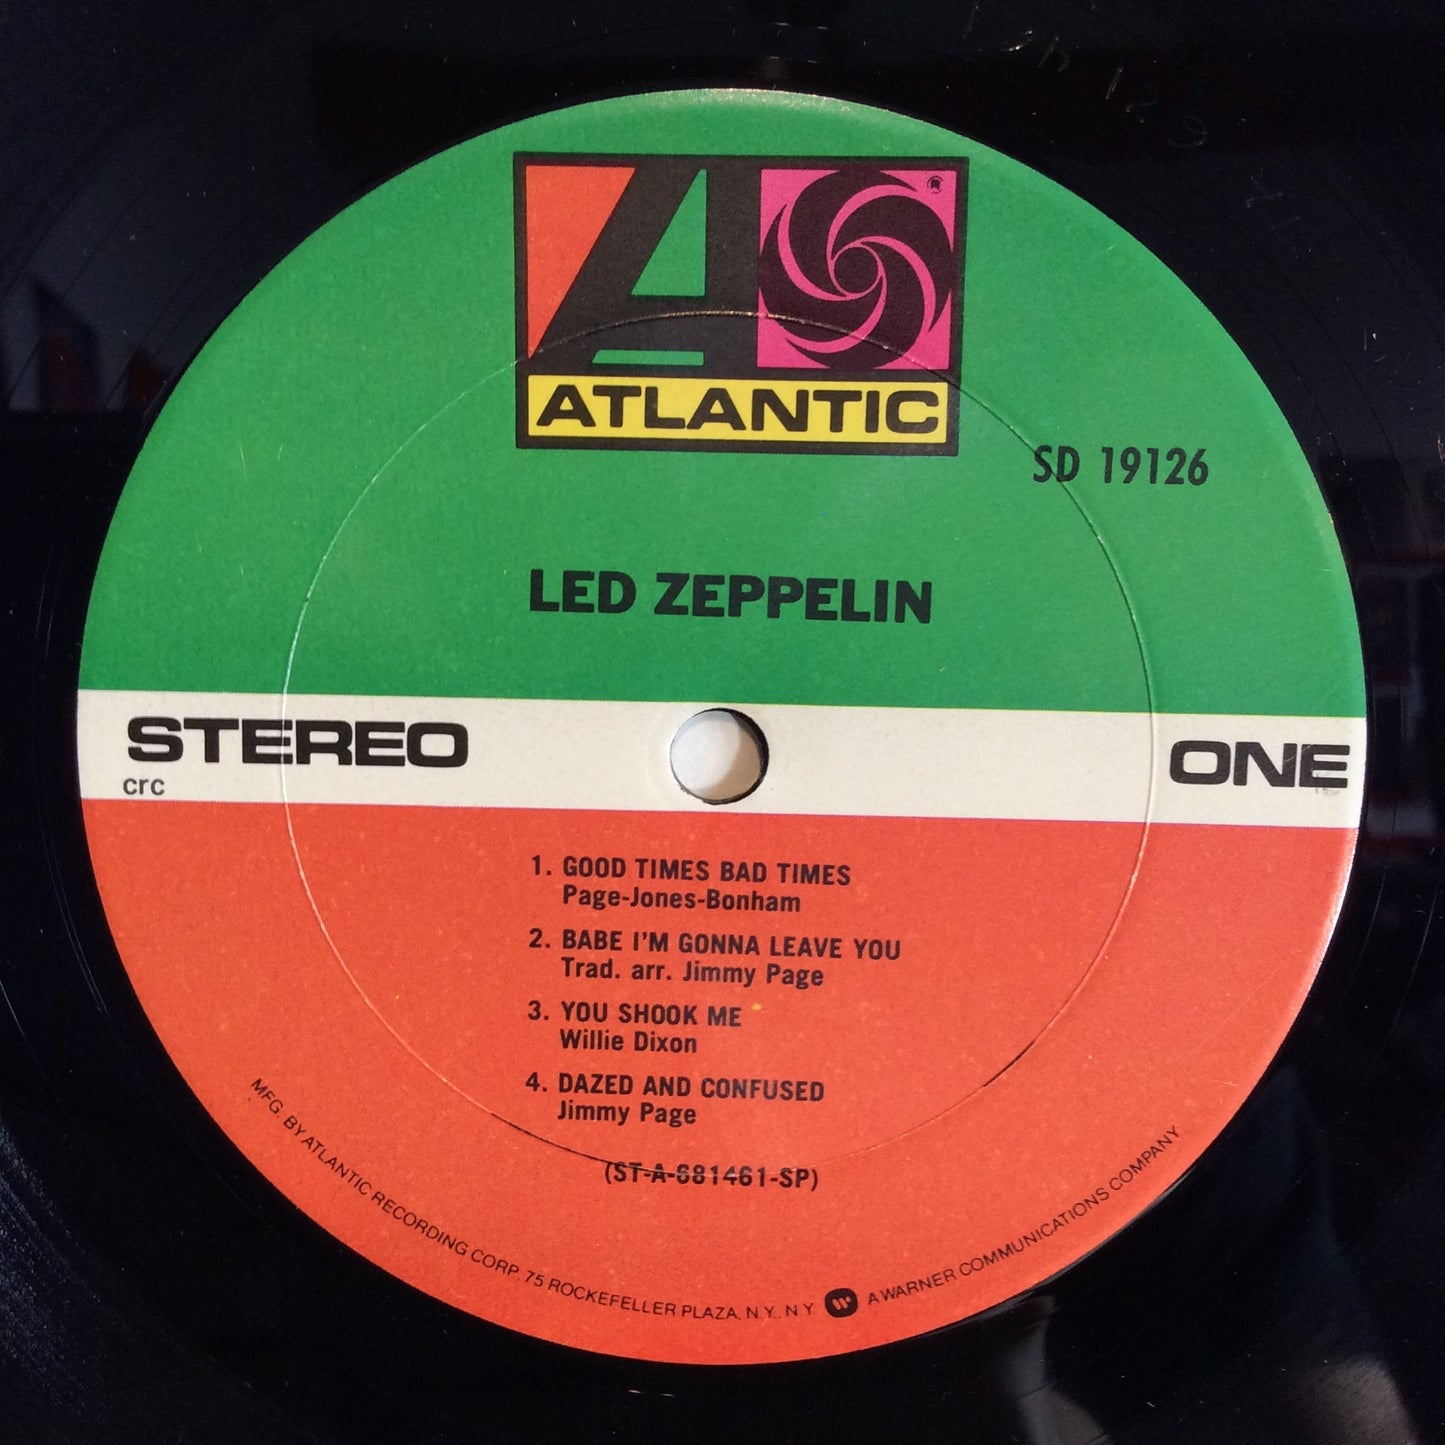 ATLANTIC
SD 19126
LED ZEPPELIN
STEREO
crc
ONE
1. GOOD TIMES BAD TIMES
Page-Jones-Bonham
2. BABE I'M GONNA LEAVE YOU
Trad. arr. Jimmy Page
3. YOU SHOOK ME
Willie Dixon
4. DAZED AND CONFUSED
Jimmy Page
(ST-A-681461-SP)
MFG. BY ATLANTIC RECORDING CORP. 75 ROCKEFELLER PLAZA, N.Y., N.Y. A WARNER COMMUNICATIONS COMPANY